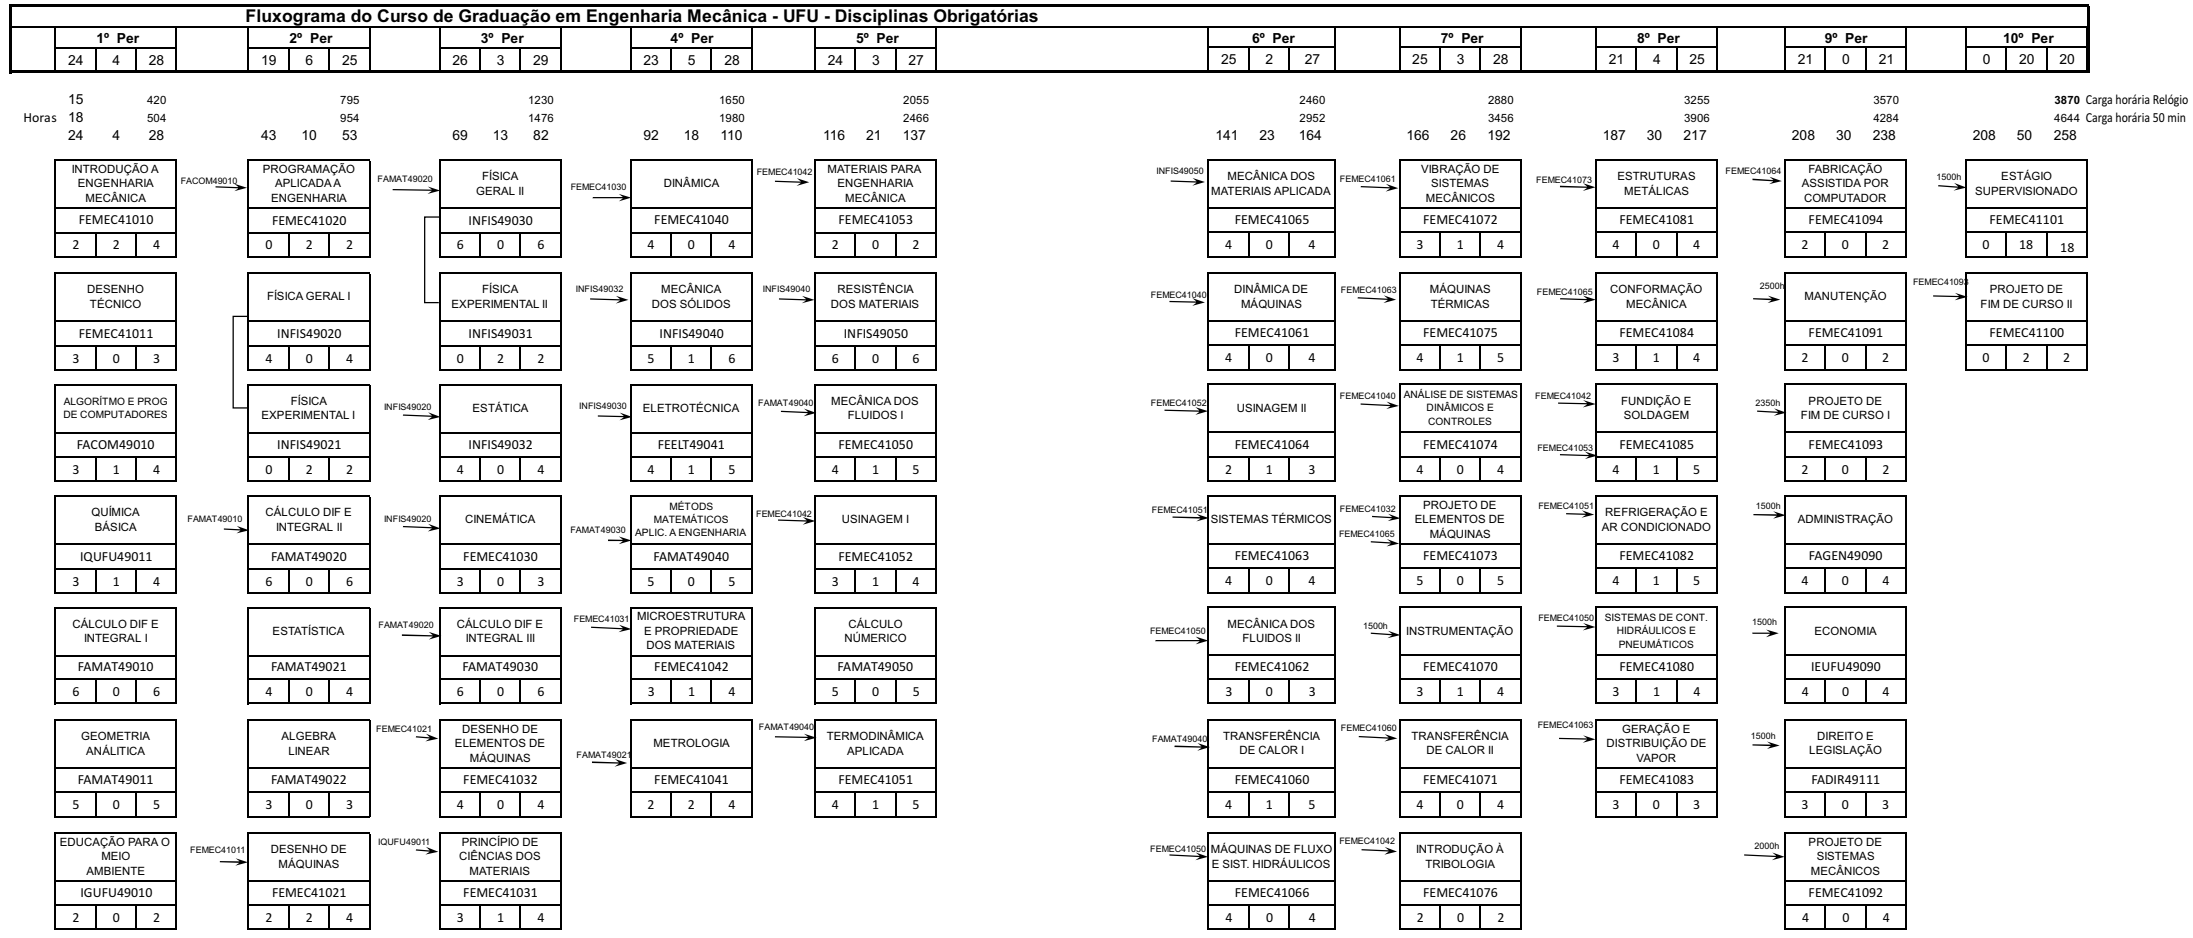 Fluxograma do Curso de Graduação em Engenharia Mecânica - UFU - Disciplinas Obrigatórias
1º Per 2º Per 3º Per 4º Per 5º Per 6º Per 7º Per 8º Per 9º Per 10º Per
24 4 28 19 6 25 26 3 29 23 5 28 24 3 27 25 2 27 25 3 28 21 4 25 21 0 21 0 20 20
15 420 795 1230 1650 2055 2460 2880 3255 3570 3870 Carga horária Relógio
Horas 18 504 954 1476 1980 2466 2952 3456 3906 4284 4644 Carga horária 50 min
24 4 28 43 10 53 69 13 82 92 18 110 116 21 137 141 23 164 166 26 192 187 30 217 208 30 238 208 50 258
INTRODUÇÃO A
ENGENHARIA
MECÂNICA
FEMEC41010
2 2 4
DESENHO
TÉCNICO
FEMEC41011
3 0 3
ALGORÍTMO E PROG
DE COMPUTADORES
FACOM49010
3 1 4
QUÍMICA
BÁSICA
IQUFU49011
3 1 4
CÁLCULO DIF E
INTEGRAL I
FAMAT49010
6 0 6
GEOMETRIA
ANÁLITICA
FAMAT49011
5 0 5
EDUCAÇÃO PARA O
MEIO
AMBIENTE
IGUFU49010
2 0 2
FACOM49010
PROGRAMAÇÃO
APLICADA A
ENGENHARIA
FEMEC41020
0 2 2
FÍSICA GERAL I
INFIS49020
4 0 4
FÍSICA
EXPERIMENTAL I
INFIS49021
0 2 2
FAMAT49010
CÁLCULO DIF E
INTEGRAL II
FAMAT49020
6 0 6
ESTATÍSTICA
FAMAT49021
4 0 4
ALGEBRA
LINEAR
FAMAT49022
3 0 3
FEMEC41011
DESENHO DE
MÁQUINAS
FEMEC41021
2 2 4
FAMAT49020
FÍSICA
GERAL II
INFIS49030
6 0 6
FÍSICA
EXPERIMENTAL II
INFIS49031
0 2 2
INFIS49020
ESTÁTICA
INFIS49032
4 0 4
INFIS49020
CINEMÁTICA
FEMEC41030
3 0 3
FAMAT49020
CÁLCULO DIF E
INTEGRAL III
FAMAT49030
6 0 6
FEMEC41021
DESENHO DE
ELEMENTOS DE
MÁQUINAS
FEMEC41032
4 0 4
IQUFU49011
PRINCÍPIO DE
CIÊNCIAS DOS
MATERIAIS
FEMEC41031
3 1 4
FEMEC41030
DINÂMICA
FEMEC41040
4 0 4
INFIS49032
MECÂNICA
DOS SÓLIDOS
INFIS49040
5 1 6
INFIS49030
ELETROTÉCNICA
FEELT49041
4 1 5
FAMAT49030
MÉTODS
MATEMÁTICOS
APLIC. A ENGENHARIA
FAMAT49040
5 0 5
FEMEC41031
MICROESTRUTURA
E PROPRIEDADE
DOS MATERIAIS
FEMEC41042
3 1 4
FAMAT49021
METROLOGIA
FEMEC41041
2 2 4
FEMEC41042
MATERIAIS PARA
ENGENHARIA
MECÂNICA
FEMEC41053
2 0 2
INFIS49040
RESISTÊNCIA
DOS MATERIAIS
INFIS49050
6 0 6
FAMAT49040
MECÂNICA DOS
FLUIDOS I
FEMEC41050
4 1 5
FEMEC41042
USINAGEM I
FEMEC41052
3 1 4
CÁLCULO
NÚMERICO
FAMAT49050
5 0 5
FAMAT49040
TERMODINÂMICA
APLICADA
FEMEC41051
4 1 5
INFIS49050
MECÂNICA DOS
MATERIAIS APLICADA
FEMEC41065
4 0 4
FEMEC41040
DINÂMICA DE
MÁQUINAS
FEMEC41061
4 0 4
FEMEC41052
USINAGEM II
FEMEC41064
2 1 3
FEMEC41051
SISTEMAS TÉRMICOS
FEMEC41063
4 0 4
FEMEC41050
MECÂNICA DOS
FLUIDOS II
FEMEC41062
3 0 3
FAMAT49040
TRANSFERÊNCIA
DE CALOR I
FEMEC41060
4 1 5
FEMEC41050
MÁQUINAS DE FLUXO
E SIST. HIDRÁULICOS
FEMEC41066
4 0 4
FEMEC41061
VIBRAÇÃO DE
SISTEMAS
MECÂNICOS
FEMEC41072
3 1 4
FEMEC41063
MÁQUINAS
TÉRMICAS
FEMEC41075
4 1 5
FEMEC41040
ANÁLISE DE SISTEMAS
DINÂMICOS E
CONTROLES
FEMEC41074
4 0 4
FEMEC41032
FEMEC41065
PROJETO DE
ELEMENTOS DE
MÁQUINAS
FEMEC41073
5 0 5
1500h
INSTRUMENTAÇÃO
FEMEC41070
3 1 4
FEMEC41060
TRANSFERÊNCIA
DE CALOR II
FEMEC41071
4 0 4
FEMEC41042
INTRODUÇÃO À
TRIBOLOGIA
FEMEC41076
2 0 2
FEMEC41073
ESTRUTURAS
METÁLICAS
FEMEC41081
4 0 4
FEMEC41065
CONFORMAÇÃO
MECÂNICA
FEMEC41084
3 1 4
FEMEC41042
FEMEC41053
FUNDIÇÃO E
SOLDAGEM
FEMEC41085
4 1 5
FEMEC41051
REFRIGERAÇÃO E
AR CONDICIONADO
FEMEC41082
4 1 5
FEMEC41050
SISTEMAS DE CONT.
HIDRÁULICOS E
PNEUMÁTICOS
FEMEC41080
3 1 4
FEMEC41063
GERAÇÃO E
DISTRIBUIÇÃO DE
VAPOR
FEMEC41083
3 0 3
FEMEC41064
FABRICAÇÃO
ASSISTIDA POR
COMPUTADOR
FEMEC41094
2 0 2
2500h
MANUTENÇÃO
FEMEC41091
2 0 2
2350h
PROJETO DE
FIM DE CURSO I
FEMEC41093
2 0 2
1500h
ADMINISTRAÇÃO
FAGEN49090
4 0 4
1500h
ECONOMIA
IEUFU49090
4 0 4
1500h
DIREITO E
LEGISLAÇÃO
FADIR49111
3 0 3
2000h
PROJETO DE
SISTEMAS
MECÂNICOS
FEMEC41092
4 0 4
1500h
ESTÁGIO
SUPERVISIONADO
FEMEC41101
0 18 18
FEMEC41093
PROJETO DE
FIM DE CURSO II
FEMEC41100
0 2 2